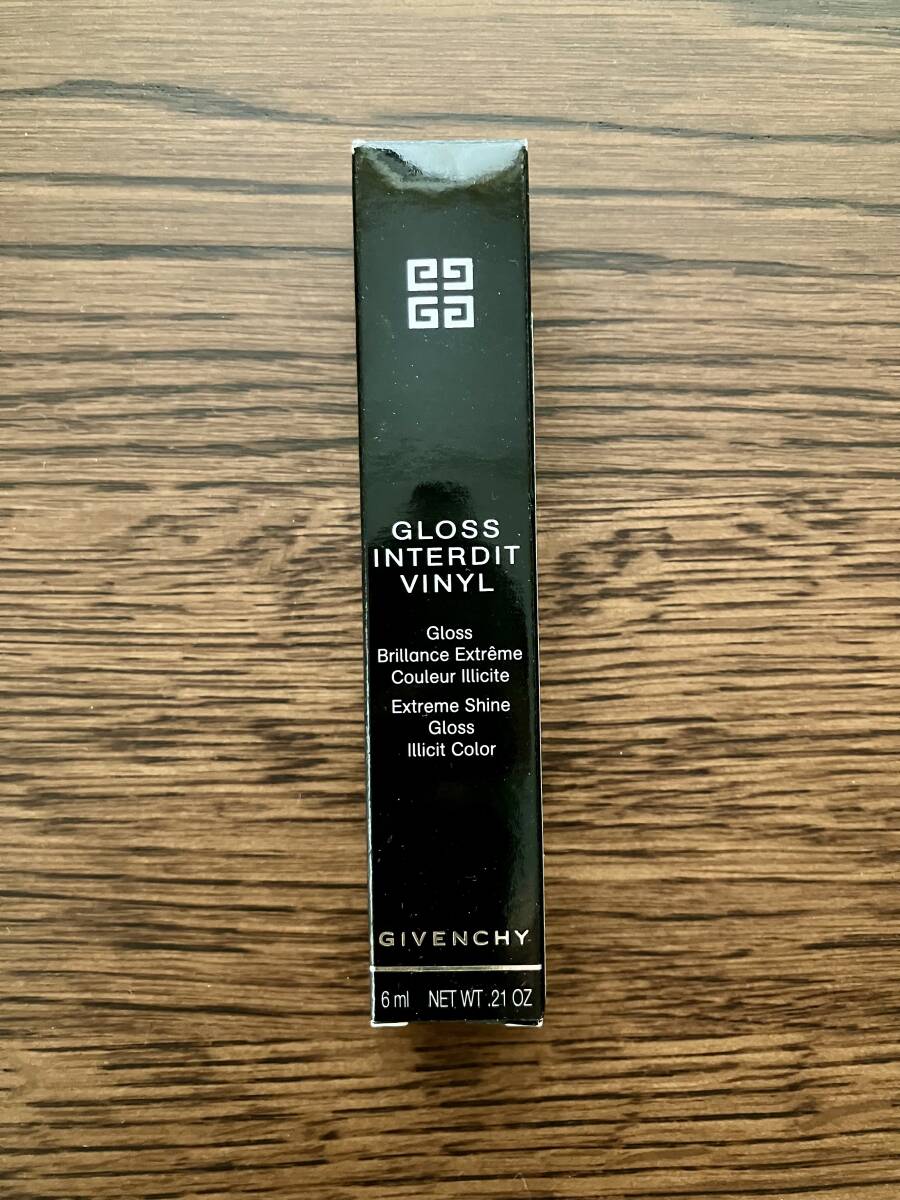 GLOSS
INTERDIT
VINYL
Gloss
Brillance Extrême
Couleur Illicite
Extreme Shine
Gloss
Illicit Color
GIVENCHY
6 ml NET WT .21 OZ